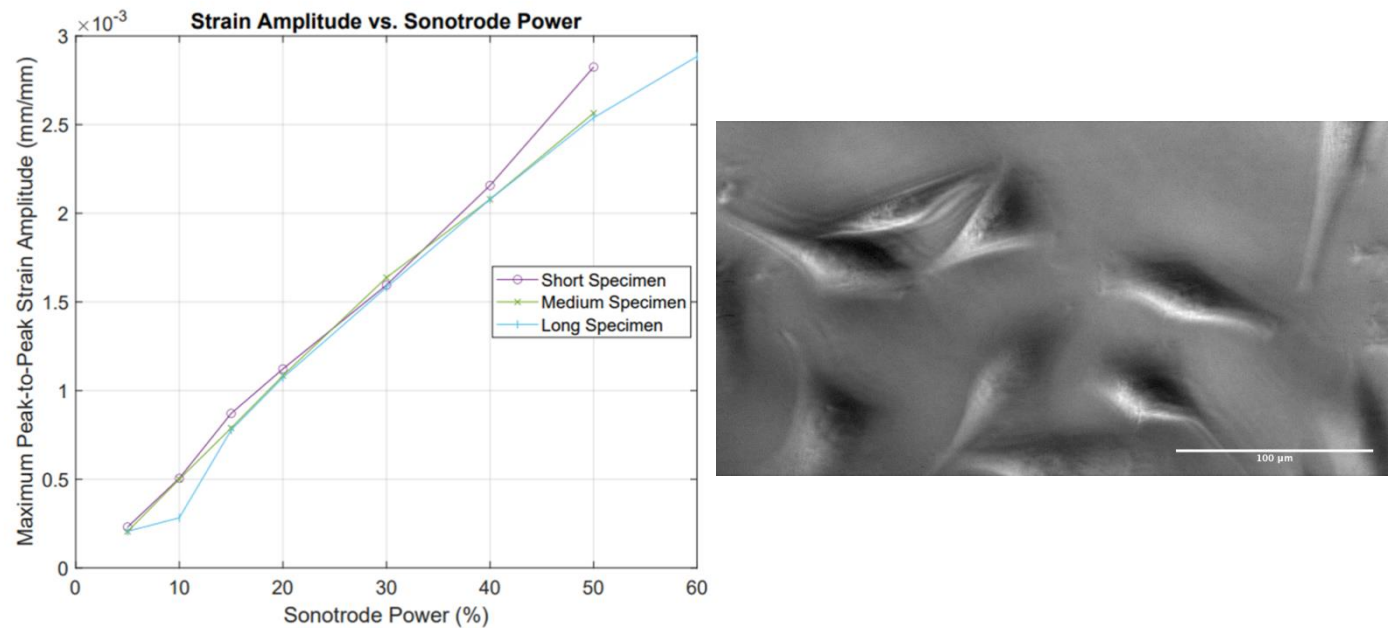 Strain Amplitude vs. Sonotrode Power
×10-3
Maximum Peak-to-Peak Strain Amplitude (mm/mm)
3
2.5
2
1.5
1
0.5
0
0 10 20 30 40 50 60
Sonotrode Power (%)
Short Specimen
Medium Specimen
Long Specimen
100 µm